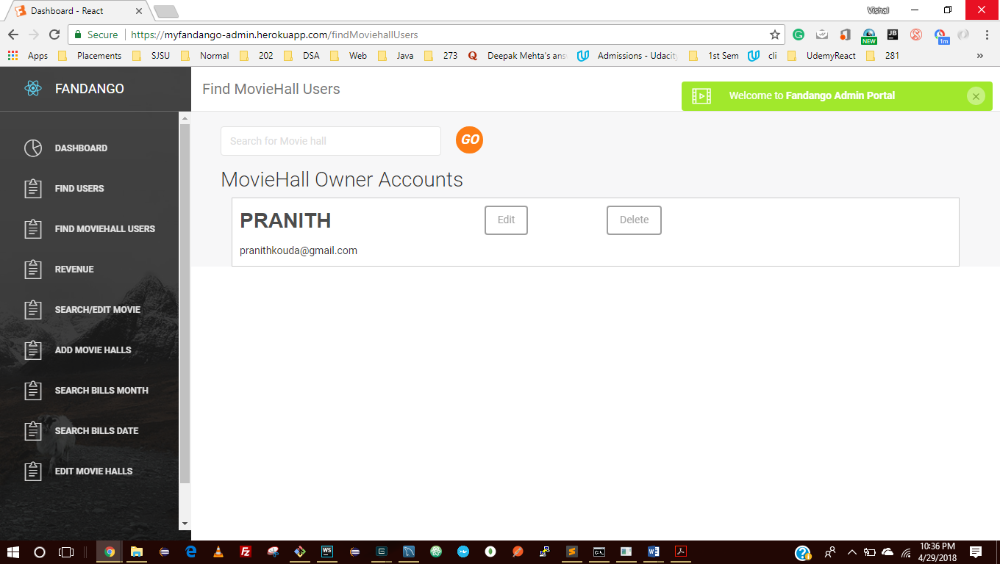 Dashboard - React
Vishal
Secure
https://myfandango-admin.herokuapp.com/findMoviehallUsers
JB
NEW
1m
Apps
Placements
SJSU
Normal
202
DSA
Web
Java
273
Q
Deepak Mehta's ans
Admissions - Udacity
1st Sem
cli
UdemyReact
281
»
FANDANGO
Find MovieHall Users
Welcome to Fandango Admin Portal
DASHBOARD
FIND USERS
FIND MOVIEHALL USERS
REVENUE
SEARCH/EDIT MOVIE
ADD MOVIE HALLS
SEARCH BILLS MONTH
SEARCH BILLS DATE
EDIT MOVIE HALLS
Search for Movie hall
GO
MovieHall Owner Accounts
PRANITH
Edit
Delete
pranithkouda@gmail.com
WS
10:36 PM
4/29/2018